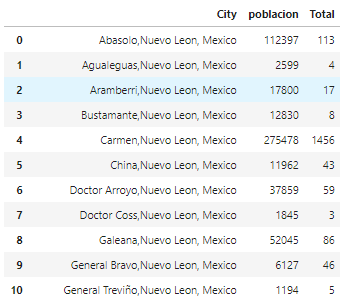 City poblacion Total
0 Abasolo,Nuevo Leon, Mexico 112397 113
1 Agualeguas,Nuevo Leon, Mexico 2599 4
2 Aramberri,Nuevo Leon, Mexico 17800 17
3 Bustamante,Nuevo Leon, Mexico 12830 8
4 Carmen,Nuevo Leon, Mexico 275478 1456
5 China,Nuevo Leon, Mexico 11962 43
6 Doctor Arroyo,Nuevo Leon, Mexico 37859 59
7 Doctor Coss,Nuevo Leon, Mexico 1845 3
8 Galeana,Nuevo Leon, Mexico 52045 86
9 General Bravo,Nuevo Leon, Mexico 6127 46
10 General Treviño,Nuevo Leon, Mexico 1194 5